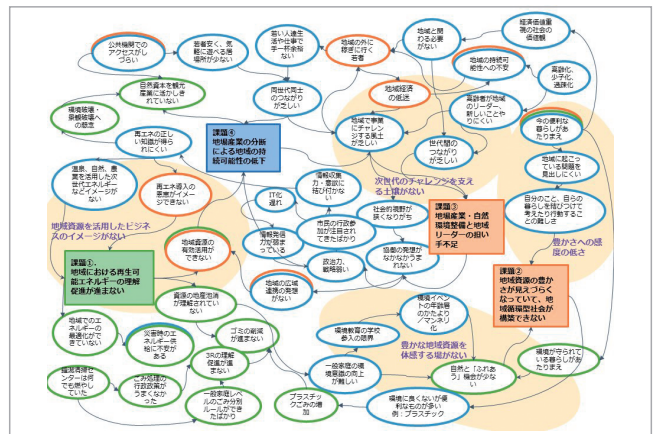 公共機関での
アクセスがし
づらい
若者安く、気
軽に遊べる居
場所が少ない
若い人達生
活や仕事で
手一杯余裕
ない
地域の外に
稼ぎに行く
若者
地域と関
わる必要
がない
経済価値重
視の社会の
価値観
地域の持続可
能性への不安
高齢化、
少子化、
過疎化
自然資本を観光
産業に活かしき
れていない
同世代同士
のつながり
が乏しい
地域経済
の低迷
高齢者が地域
のリーダー、
新しいことや
りにくい
環境破壊・
景観破壊への
懸念
再エネの正し
い知識が得ら
れにくい
課題④
地場産業の分断
による地域の持
続可能性の低下
地域で事業
にチャレン
ジする風土
が乏しい
世代間の
つながりが
乏しい
今の便利な
暮らしがあ
たりまえ
地域に起こってい
る問題を
見出しにくい
温泉、自然、農
業を活用した次
世代エネルギー
などイメージが
ない
再エネ導入の
恩恵がイメー
ジできない
IT化
遅れ
情報収集
力・意欲に
結び付かない
次世代のチャレンジを支え
る土壌がない
社会的視野が
狭くなりがち
自分のこと、自らの
暮らしを結びつけて
考えたり行動するこ
との難しさ
地域資源を活用したビジネ
スのイメージがない
地域資源の
有効活用が
できない
情報発信
力が弱まっ
ている
市民の行政参加
が注目されてきた
ばかり
協働の発想が
なかなかうまれ
ない
課題③
地場産業・自然
環境整備と地域
リーダーの担い
手不足
豊かさへの感
度の低さ
課題①.
地域における再生可
能エネルギーの理解
促進が進まない
地域の広域
連携の発想が
ない
政治力、
戦略弱い
課題②
地域資源の豊か
さが見えづらく
なっていて、地
域循環型社会が
構築できない
資源の地産地消
が理解されていな
い
環境イベン
トの年齢層
のかたより
／マンネリ
化
地域でのエ
ネルギーの
最適化がで
きていない
災害時のエ
ネルギー供
給に不安が
ある
ゴミの削減
が進まない
環境教育の学校
参入の限界
豊かな地域資源を
体感する場がない
3Rの理解
促進が進
まない
一般家庭の環
境意識の向上
が難しい
自然と「ふれあ
う」機会が少な
い
環境が守られて
いる暮らしがあ
たりまえ
ごみ処理の
行政政策が
うまくなか
った
一般家庭レベ
ルのごみ分別
ルールができ
たばかり
プラスチッ
クごみの増
加
環境に良くないが便
利なものが多い
例：プラスチック